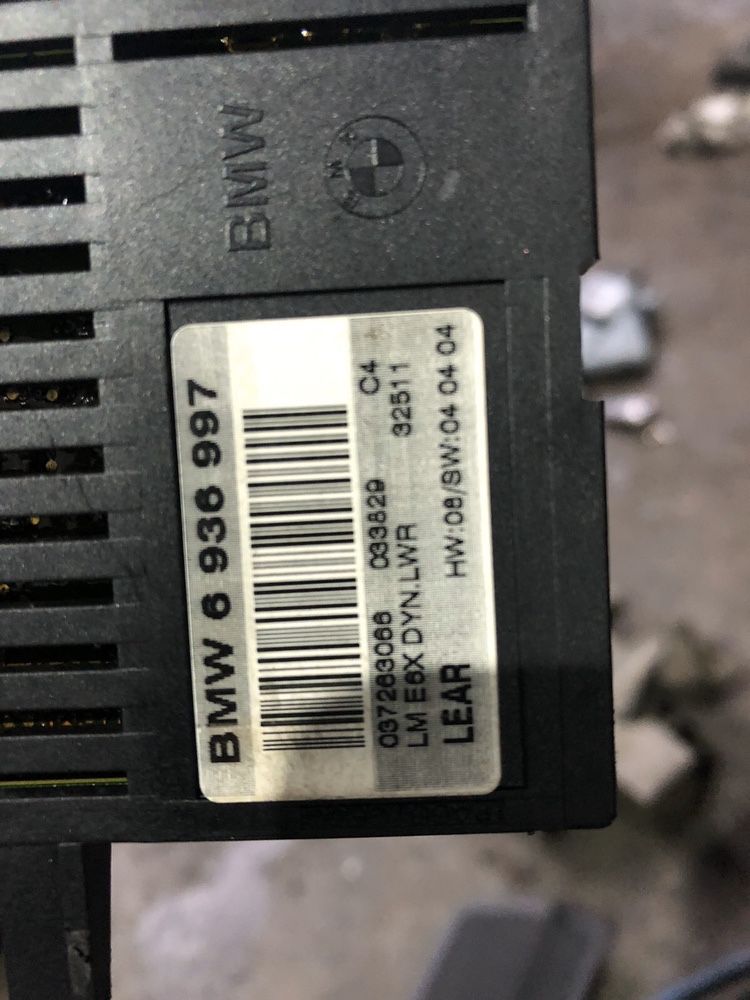 BMW
BMW
BMW 6 936 997
037263066 033829 C4
LM E6X DYN.LWR 32511
LEAR HW:08/SW:04 04 04